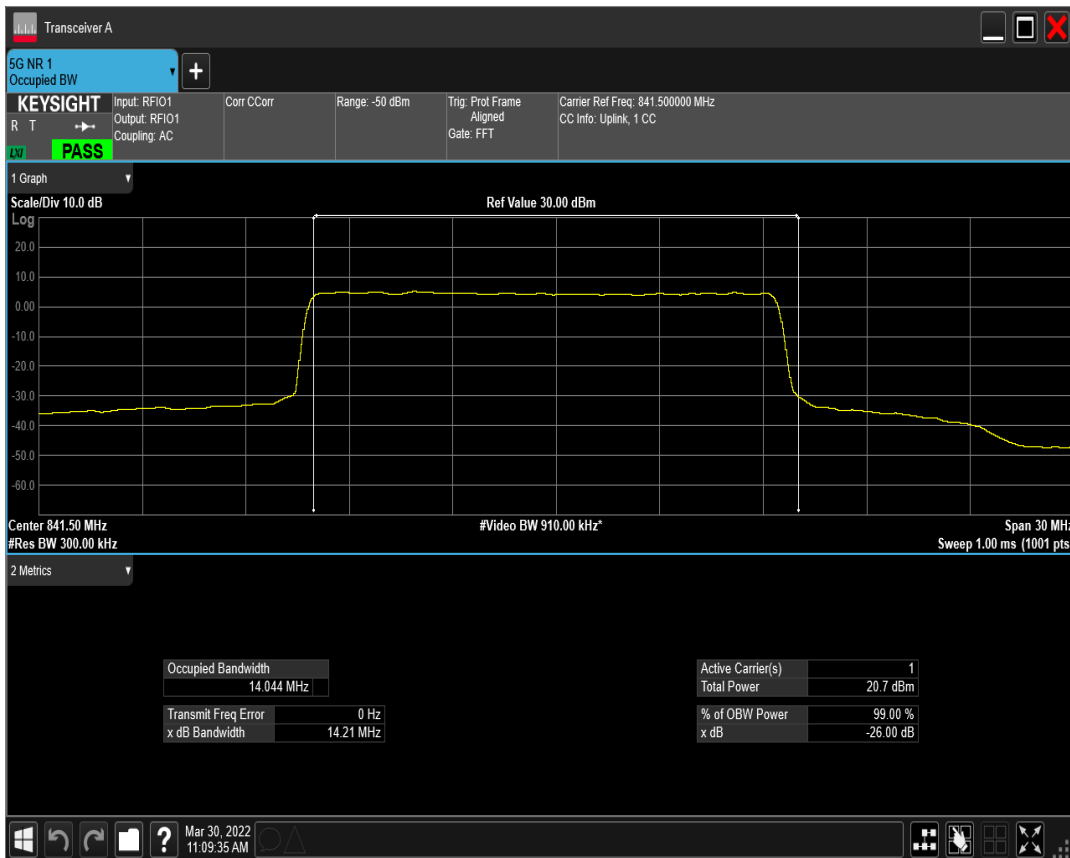 Transceiver A
5G NR 1
Occupied BW
+
KEYSIGHT
R T
LXI
PASS
Input: RFIO1
Output: RFIO1
Coupling: AC
Corr CCorr
Range: -50 dBm
Trig: Prot Frame
Aligned
Gate: FFT
Carrier Ref Freq: 841.500000 MHz
CC Info: Uplink, 1 CC
1 Graph
Scale/Div 10.0 dB
Ref Value 30.00 dBm
Log
20.0
10.0
0.00
-10.0
-20.0
-30.0
-40.0
-50.0
-60.0
Center 841.50 MHz
#Video BW 910.00 kHz*
Span 30 MHz
#Res BW 300.00 kHz
Sweep 1.00 ms (1001 pts
2 Metrics
Occupied Bandwidth
14.044 MHz
Transmit Freq Error 0 Hz
x dB Bandwidth 14.21 MHz
Active Carrier(s) 1
Total Power 20.7 dBm
% of OBW Power 99.00 %
x dB -26.00 dB
?
Mar 30, 2022
11:09:35 AM